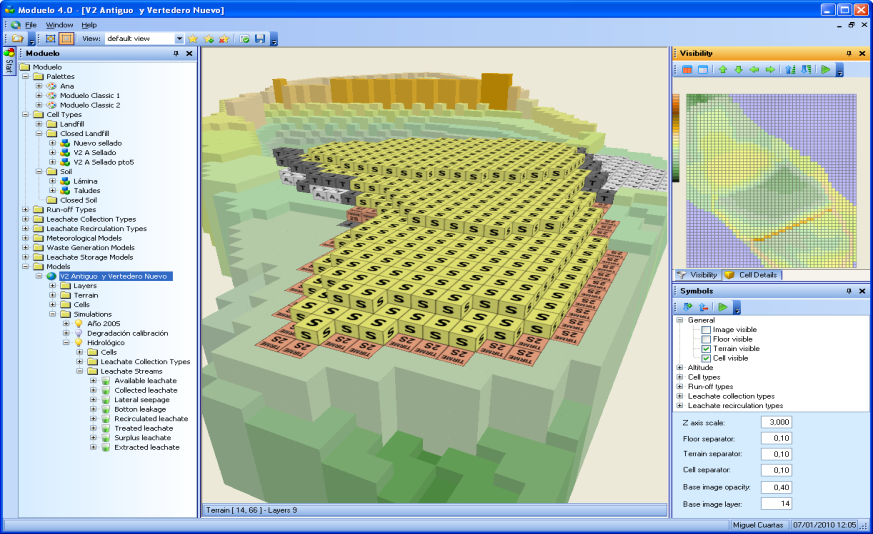 Moduelo 4.0 - [V2 Antiguo y Vertedero Nuevo]
File Window Help
View: default view
Start
Moduelo
Moduelo
Palettes
Ana
Moduelo Classic 1
Moduelo Classic 2
Cell Types
Landfill
Closed Landfill
Nuevo sellado
V2 A Sellado
V2 A Sellado pto5
Soil
Lámina
Taludes
Closed Soil
Run-off Types
Leachate Collection Types
Leachate Recirculation Types
Meteorological Models
Waste Generation Models
Leachate Storage Models
Models
V2 Antiguo y Vertedero Nuevo
Layers
Terrain
Cells
Simulations
Año 2005
Degradación calibración
Hidrológico
Cells
Leachate Collection Types
Leachate Streams
Available leachate
Collected leachate
Lateral seepage
Botton leakage
Recirculated leachate
Treated leachate
Surplus leachate
Extracted leachate
Terrain [ 14, 66 ] - Layers 9
Visibility
Visibility
Cell Details
Symbols
General
Image visible
Floor visible
Terrain visible
Cell visible
Altitude
Cell types
Run-off types
Leachate collection types
Leachate recirculation types
Z axis scale: 3,000
Floor separator: 0,10
Terrain separator: 0,10
Cell separator: 0,10
Base image opacity: 0,40
Base image layer: 14
Miguel Cuartas 07/01/2010 12:05